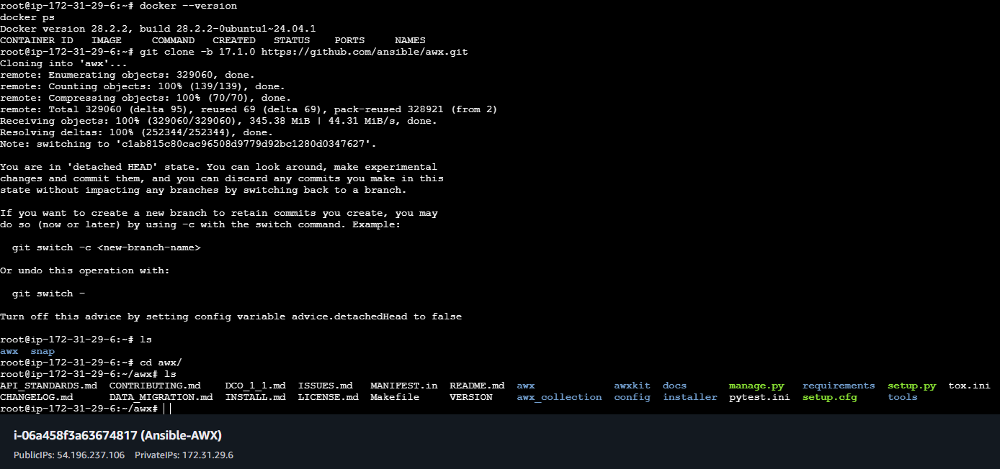 root@ip-172-31-29-6:~# docker --version
docker ps
Docker version 28.2.2, build 28.2.2-0ubuntu1~24.04.1
CONTAINER ID   IMAGE     COMMAND   CREATED   STATUS    PORTS     NAMES
root@ip-172-31-29-6:~# git clone -b 17.1.0 https://github.com/ansible/awx.git
Cloning into 'awx'...
remote: Enumerating objects: 329060, done.
remote: Counting objects: 100% (139/139), done.
remote: Compressing objects: 100% (70/70), done.
remote: Total 329060 (delta 95), reused 69 (delta 69), pack-reused 328921 (from 2)
Receiving objects: 100% (329060/329060), 345.38 MiB | 44.31 MiB/s, done.
Resolving deltas: 100% (252344/252344), done.
Note: switching to 'c1ab815c80cac96508d9779d92bc1280d0347627'.

You are in 'detached HEAD' state. You can look around, make experimental
changes and commit them, and you can discard any commits you make in this
state without impacting any branches by switching back to a branch.

If you want to create a new branch to retain commits you create, you may
do so (now or later) by using -c with the switch command. Example:

  git switch -c <new-branch-name>

Or undo this operation with:

  git switch -

Turn off this advice by setting config variable advice.detachedHead to false

root@ip-172-31-29-6:~# ls
awx  snap
root@ip-172-31-29-6:~# cd awx/
root@ip-172-31-29-6:~/awx# ls
API_STANDARDS.md  CONTRIBUTING.md    DCO_1_1.md  ISSUES.md   MANIFEST.in  README.md  awx             awxkit  docs       manage.py   requirements  setup.py  tox.ini
CHANGELOG.md      DATA_MIGRATION.md  INSTALL.md  LICENSE.md  Makefile     VERSION    awx_collection  config  installer  pytest.ini  setup.cfg     tools
root@ip-172-31-29-6:~/awx#
i-06a458f3a63674817 (Ansible-AWX)
PublicIPs: 54.196.237.106   PrivateIPs: 172.31.29.6